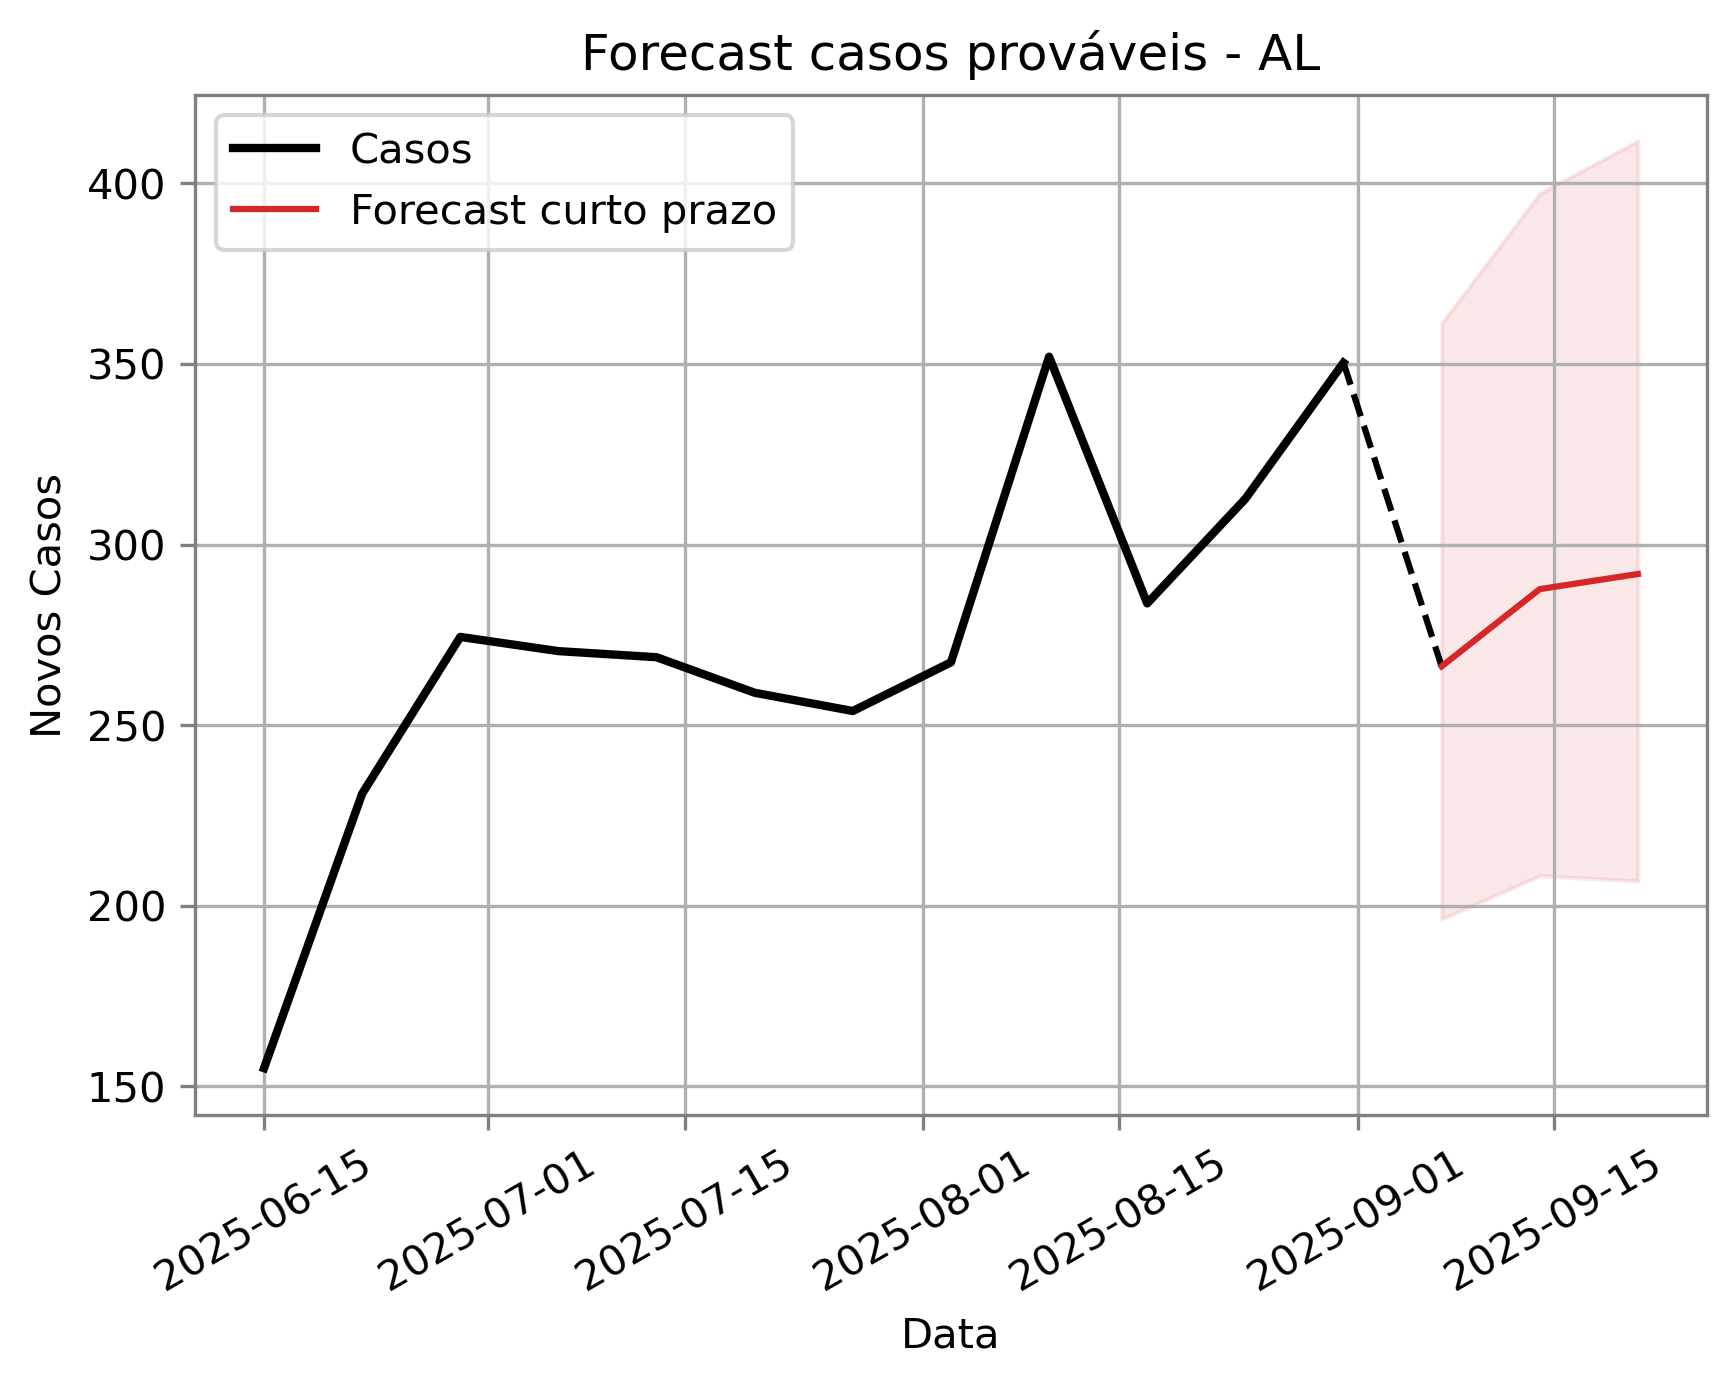 Forecast casos prováveis - AL
Casos
Forecast curto prazo
400
350
300
250
200
150
Novos Casos
2025-06-15
2025-07-01
2025-07-15
2025-08-01
2025-08-15
2025-09-01
2025-09-15
Data